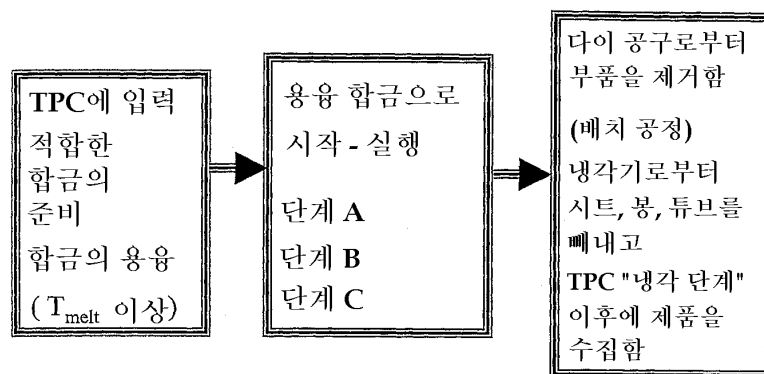 TPC에 입력
적합한
합금의
준비
합금의 용융
(T_melt 이상)
용융 합금으로
시작 - 실행
단계 A
단계 B
단계 C
다이 공구로부터
부품을 제거함
(배치 공정)
냉각기로부터
시트, 봉, 튜브를
빼내고
TPC "냉각 단계"
이후에 제품을
수집함